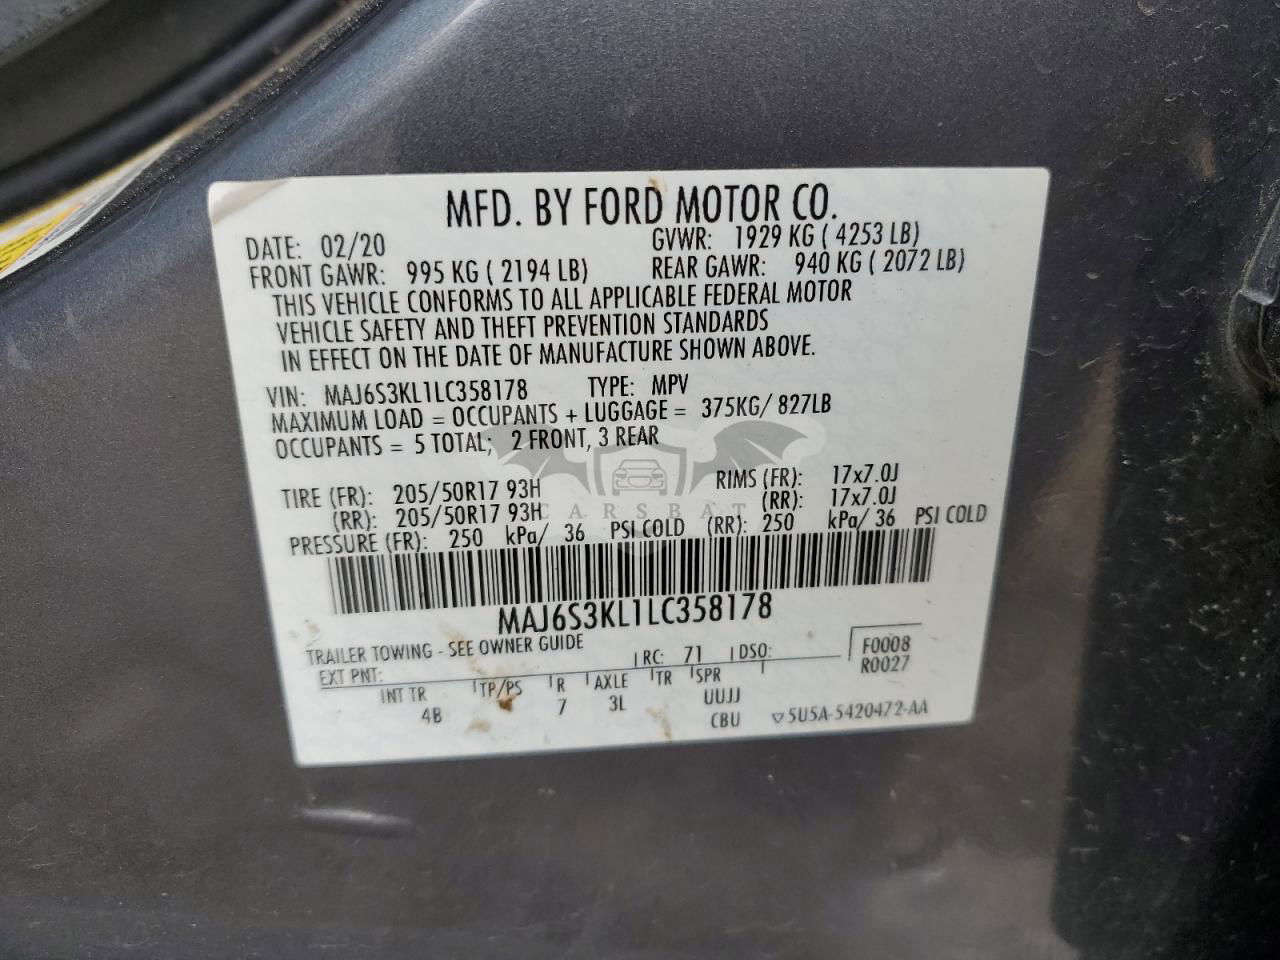 MFD. BY FORD MOTOR CO.
DATE: 02/20 GVWR: 1929 KG ( 4253 LB)
FRONT GAWR: 995 KG ( 2194 LB) REAR GAWR: 940 KG ( 2072 LB)
THIS VEHICLE CONFORMS TO ALL APPLICABLE FEDERAL MOTOR
VEHICLE SAFETY AND THEFT PREVENTION STANDARDS
IN EFFECT ON THE DATE OF MANUFACTURE SHOWN ABOVE.
VIN: MAJ6S3KL1LC358178 TYPE: MPV
MAXIMUM LOAD = OCCUPANTS + LUGGAGE = 375KG/ 827LB
OCCUPANTS = 5 TOTAL; 2 FRONT, 3 REAR
TIRE (FR): 205/50R17 93H RIMS (FR): 17x7.0J
(RR): 205/50R17 93H (RR): 17x7.0J
CARSBAT
PRESSURE (FR): 250 kPa/ 36 PSI COLD (RR): 250 kPa/ 36 PSI COLD
MAJ6S3KL1LC358178
TRAILER TOWING - SEE OWNER GUIDE
EXT PNT: RC: 71 DSO: F0008
R0027
INT TR TP/PS R AXLE TR SPR
4B 7 3L UUJJ
CBU ▽5U5A-5420472-AA